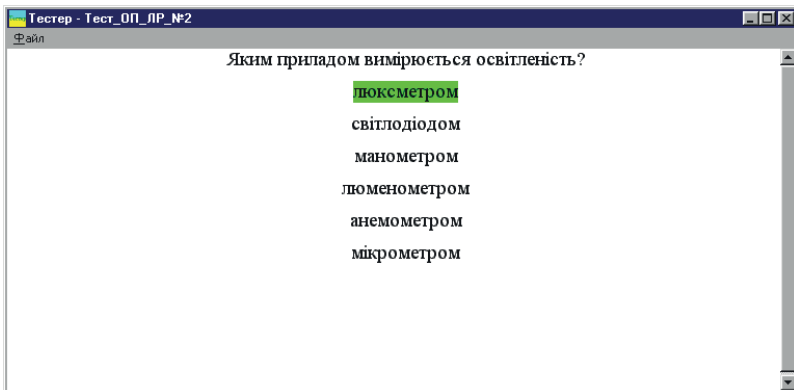 Тестер - Тест_ОП_ЛР_№2
Файл
Яким приладом вимірюється освітленість?
люксметром
світлодіодом
манометром
люменометром
анемометром
мікрометром